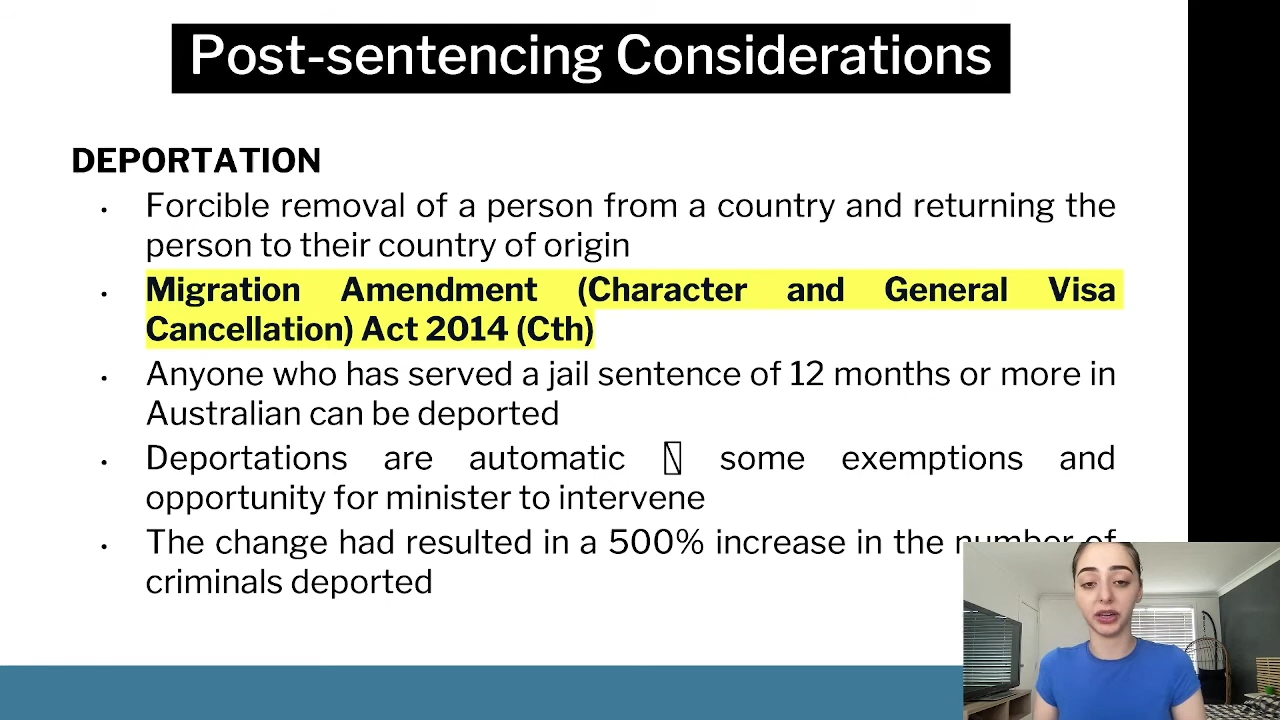 Post-sentencing Considerations
DEPORTATION
• Forcible removal of a person from a country and returning the
person to their country of origin
• Migration Amendment (Character and General Visa
Cancellation) Act 2014 (Cth)
• Anyone who has served a jail sentence of 12 months or more in
Australian can be deported
• Deportations are automatic some exemptions and
opportunity for minister to intervene
• The change had resulted in a 500% increase in the number of
criminals deported